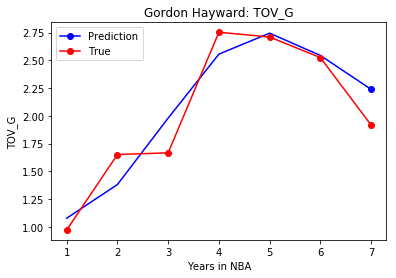 Gordon Hayward: TOV_G
Prediction
True
2.75
2.50
2.25
2.00
1.75
1.50
1.25
1.00
TOV_G
1 2 3 4 5 6 7
Years in NBA